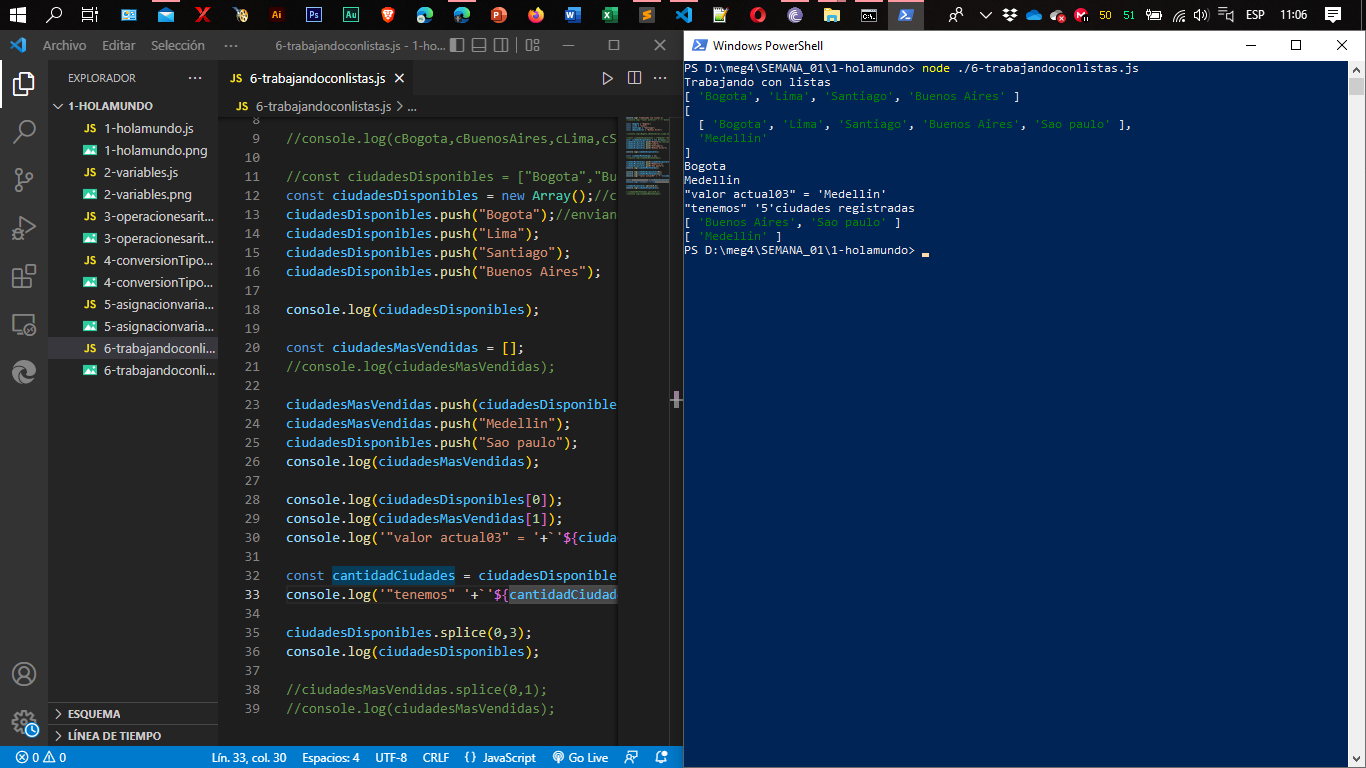 ESP 11:06
50 51
Archivo Editar Selección ··· 6-trabajandoconlistas.js - 1-ho...
EXPLORADOR ···
1-HOLAMUNDO
JS 1-holamundo.js
1-holamundo.png
JS 2-variables.js
2-variables.png
JS 3-operacionesarit...
3-operacionesarit...
JS 4-conversionTipo...
4-conversionTipo...
JS 5-asignacionvaria...
5-asignacionvaria...
JS 6-trabajandoconli...
6-trabajandoconli...
ESQUEMA
LÍNEA DE TIEMPO
JS 6-trabajandoconlistas.js
JS 6-trabajandoconlistas.js > ...
8
9 //console.log(cBogota,cBuenosAires,cLima,cS
10
11 //const ciudadesDisponibles = ["Bogota","Bu
12 const ciudadesDisponibles = new Array();//c
13 ciudadesDisponibles.push("Bogota");//envian
14 ciudadesDisponibles.push("Lima");
15 ciudadesDisponibles.push("Santiago");
16 ciudadesDisponibles.push("Buenos Aires");
17
18 console.log(ciudadesDisponibles);
19
20 const ciudadesMasVendidas = [];
21 //console.log(ciudadesMasVendidas);
22
23 ciudadesMasVendidas.push(ciudadesDisponible
24 ciudadesMasVendidas.push("Medellin");
25 ciudadesDisponibles.push("Sao paulo");
26 console.log(ciudadesMasVendidas);
27
28 console.log(ciudadesDisponibles[0]);
29 console.log(ciudadesMasVendidas[1]);
30 console.log('"valor actual03" = '+`'${ciuda
31
32 const cantidadCiudades = ciudadesDisponible
33 console.log('"tenemos" '+`'${cantidadCiudad
34
35 ciudadesDisponibles.splice(0,3);
36 console.log(ciudadesDisponibles);
37
38 //ciudadesMasVendidas.splice(0,1);
39 //console.log(ciudadesMasVendidas);
0 0 Lín. 33, col. 30 Espacios: 4 UTF-8 CRLF {} JavaScript Go Live
Windows PowerShell
PS D:\meg4\SEMANA_01\1-holamundo> node ./6-trabajandoconlistas.js
Trabajando con listas
[ 'Bogota', 'Lima', 'Santiago', 'Buenos Aires' ]
[
[ 'Bogota', 'Lima', 'Santiago', 'Buenos Aires', 'Sao paulo' ],
'Medellin'
]
Bogota
Medellin
"valor actual03" = 'Medellin'
"tenemos" '5'ciudades registradas
[ 'Buenos Aires', 'Sao paulo' ]
[ 'Medellin' ]
PS D:\meg4\SEMANA_01\1-holamundo>